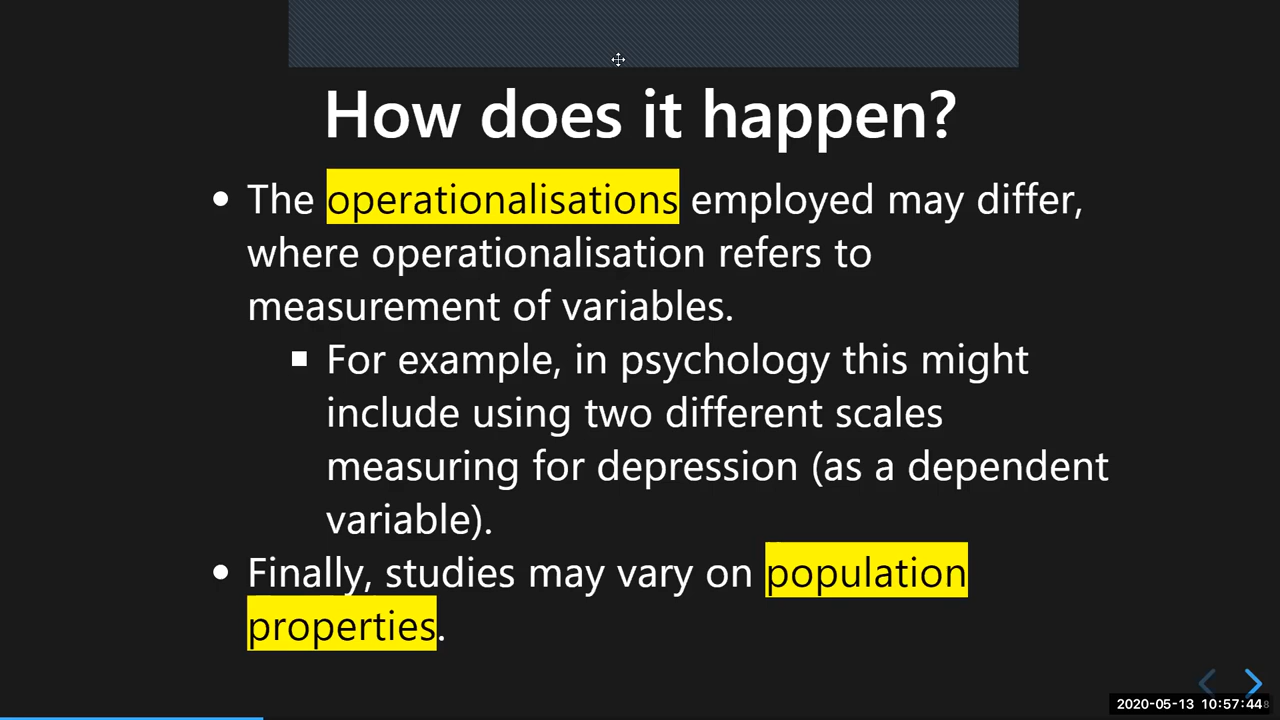 How does it happen?
• The operationalisations employed may differ,
where operationalisation refers to
measurement of variables.
▪ For example, in psychology this might
include using two different scales
measuring for depression (as a dependent
variable).
• Finally, studies may vary on population
properties.
2020-05-13 10:57:44